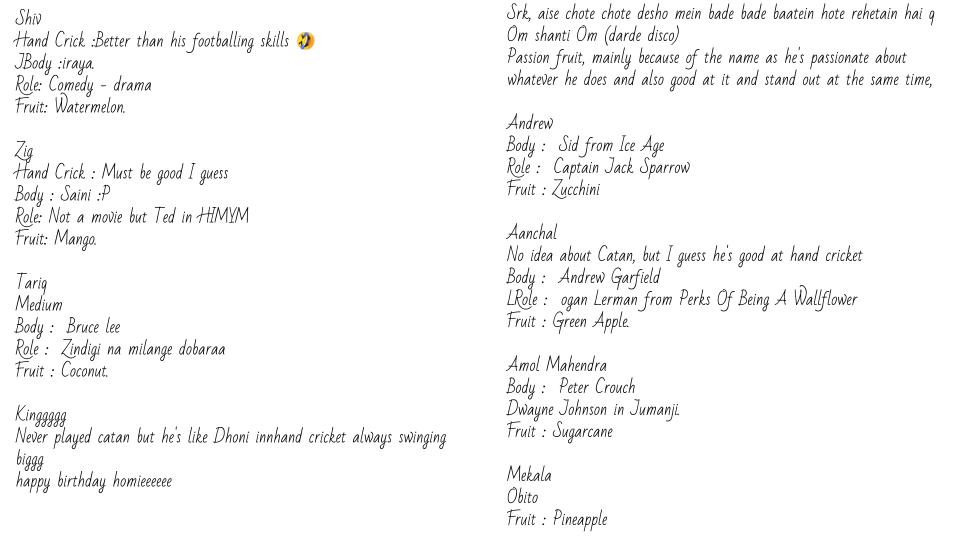 Shiv
Hand Crick :Better than his footballing skills 🤣
JBody :iraya.
Role: Comedy - drama
Fruit: Watermelon.

Zig
Hand Crick : Must be good I guess
Body : Saini :P
Role: Not a movie but Ted in HIMYM
Fruit: Mango.

Tariq
Medium
Body :  Bruce lee
Role :  Zindigi na milange dobaraa
Fruit : Coconut.

Kinggggg
Never played catan but he's like Dhoni innhand cricket always swinging
biggg
happy birthday homieeeeee

Srk, aise chote chote desho mein bade bade baatein hote rehetain hai q
Om shanti Om (darde disco)
Passion fruit, mainly because of the name as he's passionate about
whatever he does and also good at it and stand out at the same time,

Andrew
Body :  Sid from Ice Age
Role :  Captain Jack Sparrow
Fruit : Zucchini

Aanchal
No idea about Catan, but I guess he's good at hand cricket
Body :  Andrew Garfield
LRole :  ogan Lerman from Perks Of Being A Wallflower
Fruit : Green Apple.

Amol Mahendra
Body :  Peter Crouch
Dwayne Johnson in Jumanji.
Fruit : Sugarcane

Mekala
Obito
Fruit : Pineapple